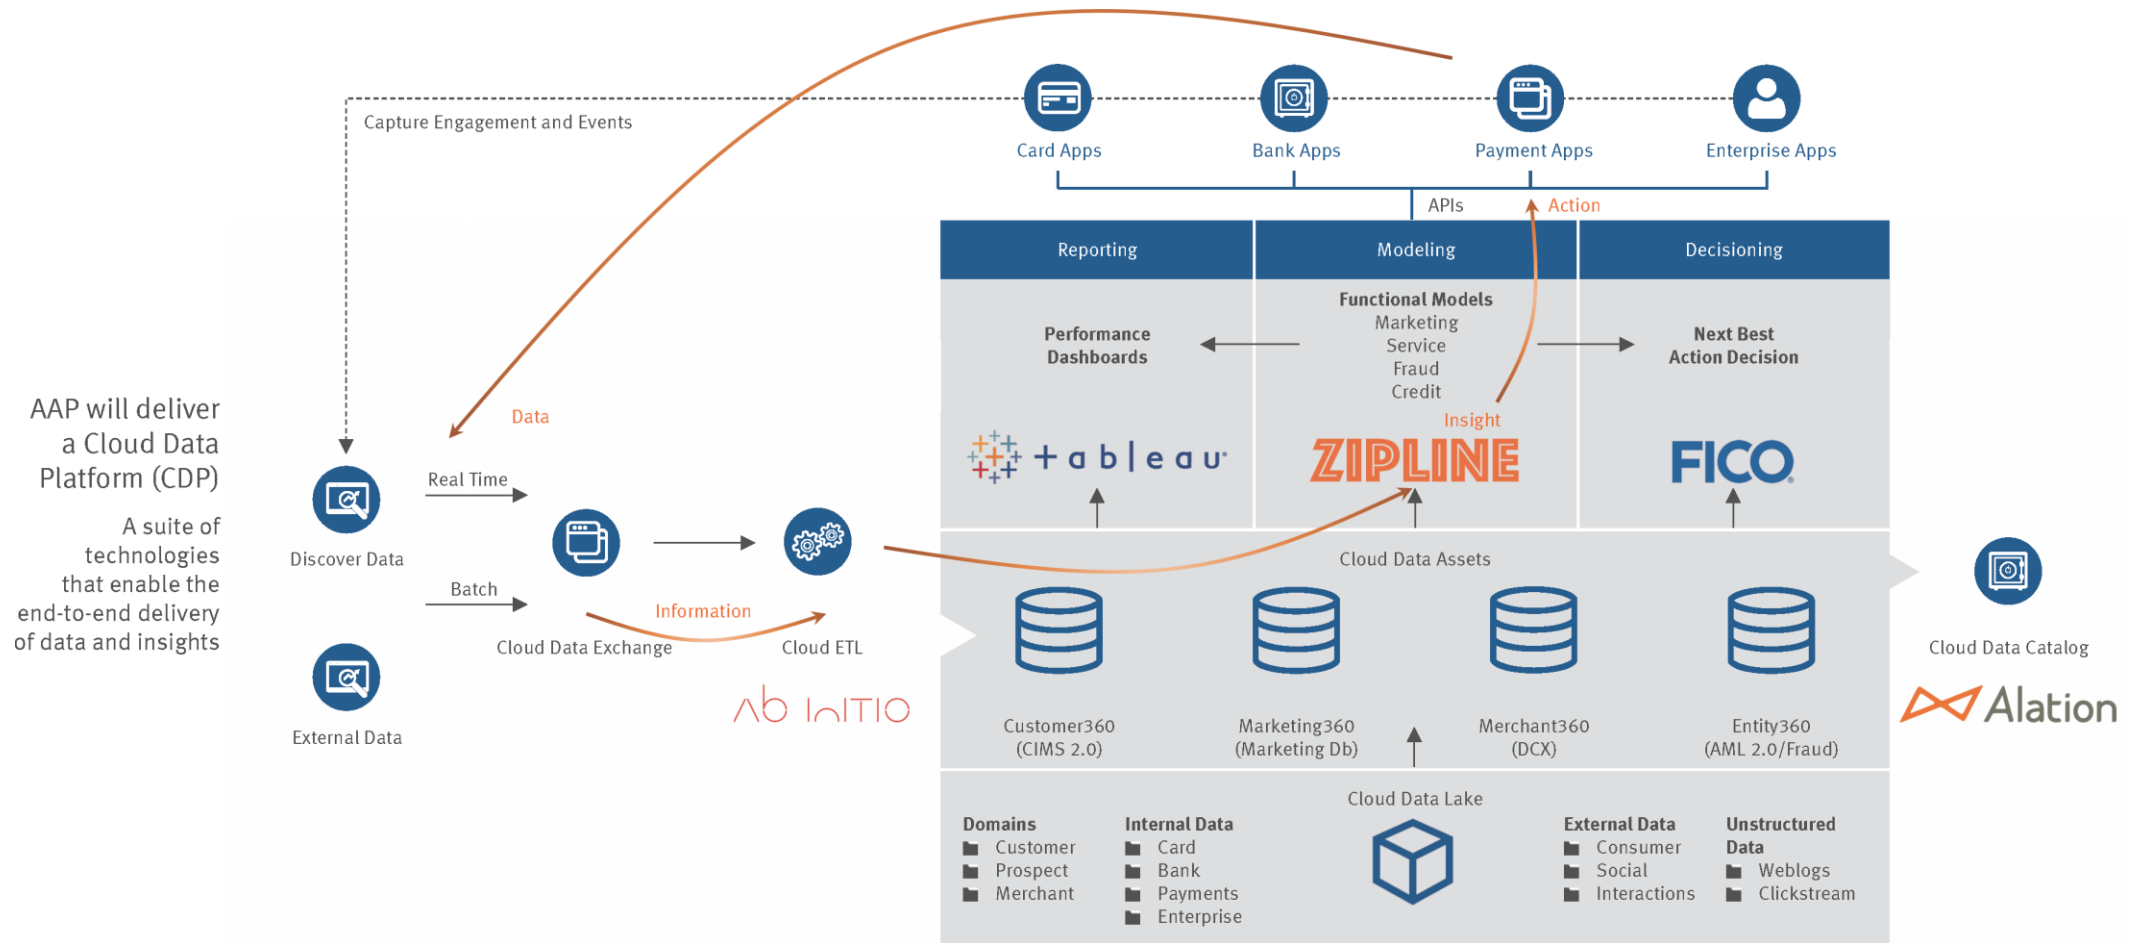 Capture Engagement and Events
Card Apps
Bank Apps
Payment Apps
Enterprise Apps
APIs
Action
Reporting
Modeling
Decisioning
Functional Models
Marketing
Service
Fraud
Credit
Performance
Dashboards
Next Best
Action Decision
Insight
tableau
ZIPLINE
FICO
AAP will deliver
a Cloud Data
Platform (CDP)
A suite of
technologies
that enable the
end-to-end delivery
of data and insights
Data
Real Time
Discover Data
Batch
Information
Cloud Data Exchange
Cloud ETL
External Data
Ab InITIO
Cloud Data Assets
Customer360
(CIMS 2.0)
Marketing360
(Marketing Db)
Merchant360
(DCX)
Entity360
(AML 2.0/Fraud)
Cloud Data Catalog
Alation
Cloud Data Lake
Domains
Customer
Prospect
Merchant
Internal Data
Card
Bank
Payments
Enterprise
External Data
Consumer
Social
Interactions
Unstructured
Data
Weblogs
Clickstream